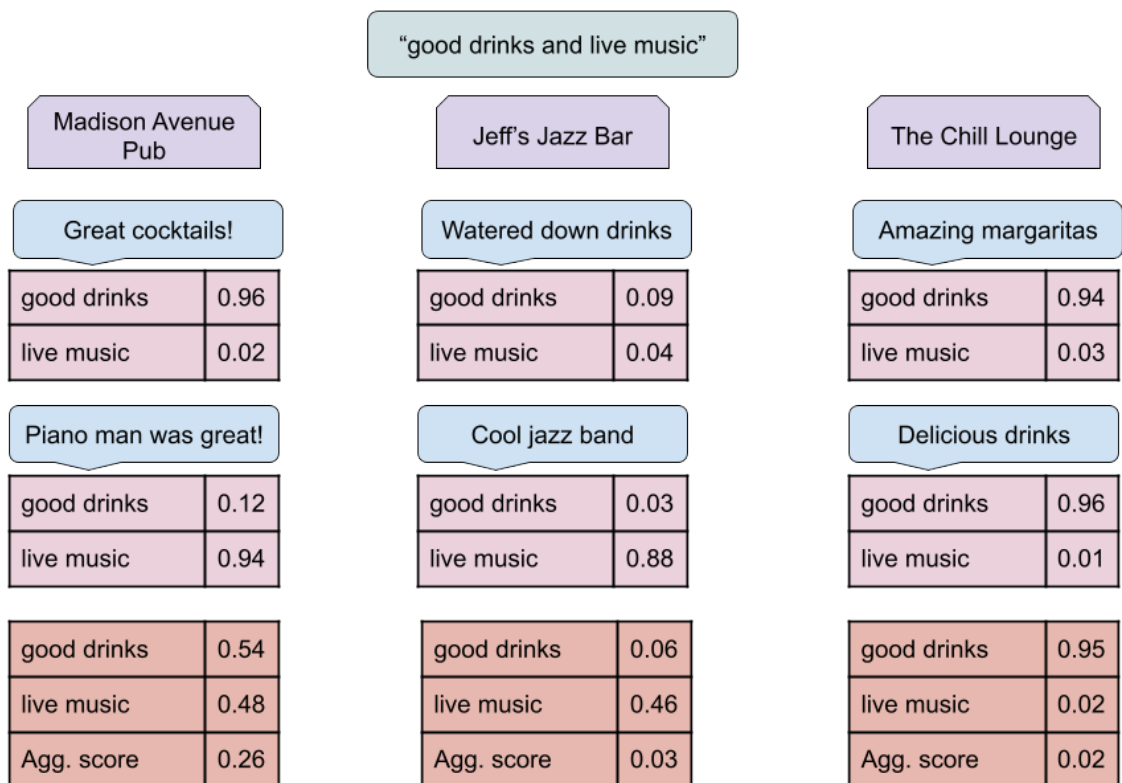 “good drinks and live music”
Madison Avenue
Pub
Jeff’s Jazz Bar
The Chill Lounge
Great cocktails!
Watered down drinks
Amazing margaritas
good drinks 0.96
live music 0.02
good drinks 0.09
live music 0.04
good drinks 0.94
live music 0.03
Piano man was great!
Cool jazz band
Delicious drinks
good drinks 0.12
live music 0.94
good drinks 0.03
live music 0.88
good drinks 0.96
live music 0.01
good drinks 0.54
live music 0.48
Agg. score 0.26
good drinks 0.06
live music 0.46
Agg. score 0.03
good drinks 0.95
live music 0.02
Agg. score 0.02